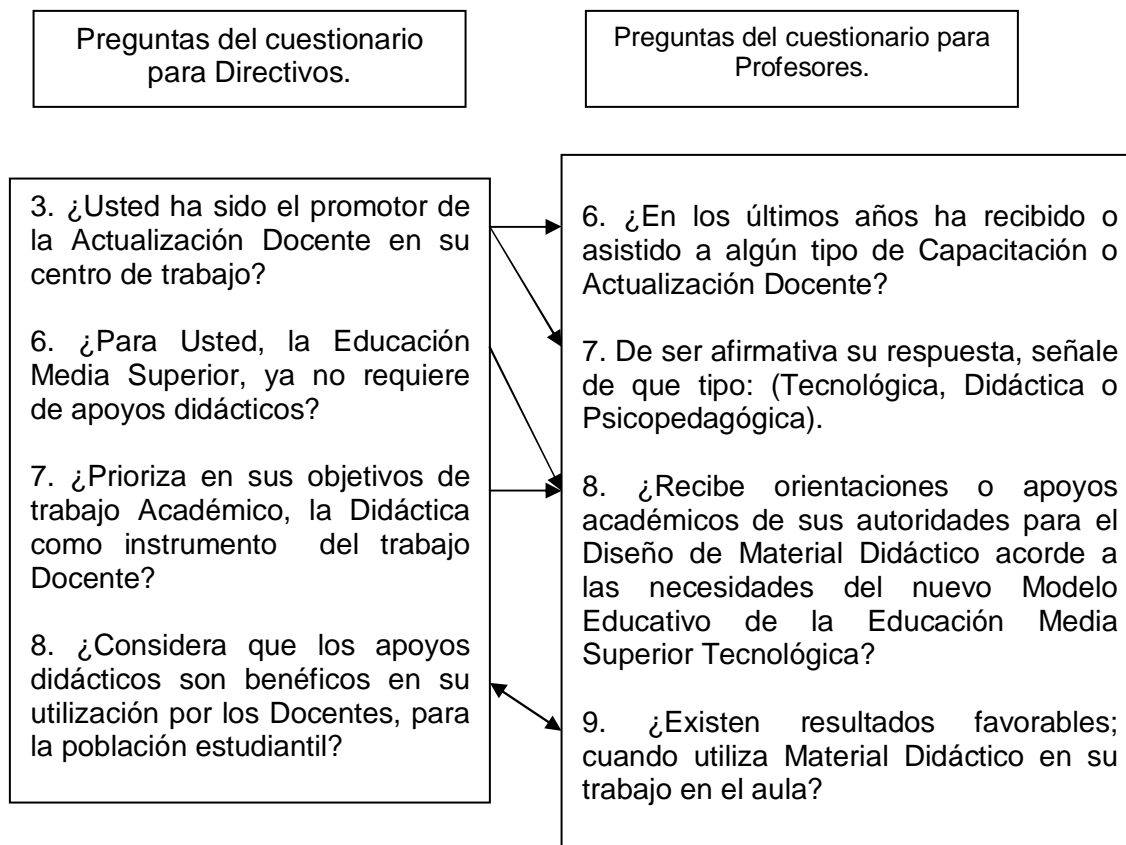 Preguntas del cuestionario
para Directivos.
Preguntas del cuestionario para
Profesores.
3. ¿Usted ha sido el promotor de
la Actualización Docente en su
centro de trabajo?
6. ¿Para Usted, la Educación
Media Superior, ya no requiere
de apoyos didácticos?
7. ¿Prioriza en sus objetivos de
trabajo Académico, la Didáctica
como instrumento del trabajo
Docente?
8. ¿Considera que los apoyos
didácticos son benéficos en su
utilización por los Docentes, para
la población estudiantil?
6. ¿En los últimos años ha recibido o
asistido a algún tipo de Capacitación o
Actualización Docente?
7. De ser afirmativa su respuesta, señale
de que tipo: (Tecnológica, Didáctica o
Psicopedagógica).
8. ¿Recibe orientaciones o apoyos
académicos de sus autoridades para el
Diseño de Material Didáctico acorde a
las necesidades del nuevo Modelo
Educativo de la Educación Media
Superior Tecnológica?
9. ¿Existen resultados favorables;
cuando utiliza Material Didáctico en su
trabajo en el aula?